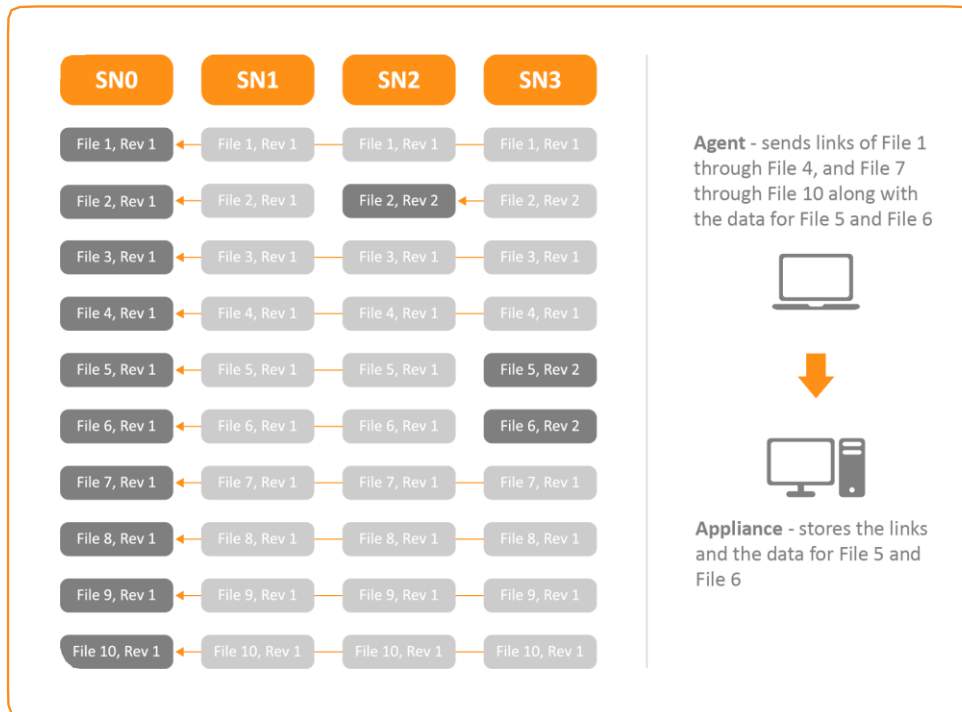 SN0 SN1 SN2 SN3
File 1, Rev 1 File 1, Rev 1 File 1, Rev 1 File 1, Rev 1
File 2, Rev 1 File 2, Rev 1 File 2, Rev 2 File 2, Rev 2
File 3, Rev 1 File 3, Rev 1 File 3, Rev 1 File 3, Rev 1
File 4, Rev 1 File 4, Rev 1 File 4, Rev 1 File 4, Rev 1
File 5, Rev 1 File 5, Rev 1 File 5, Rev 1 File 5, Rev 2
File 6, Rev 1 File 6, Rev 1 File 6, Rev 1 File 6, Rev 2
File 7, Rev 1 File 7, Rev 1 File 7, Rev 1 File 7, Rev 1
File 8, Rev 1 File 8, Rev 1 File 8, Rev 1 File 8, Rev 1
File 9, Rev 1 File 9, Rev 1 File 9, Rev 1 File 9, Rev 1
File 10, Rev 1 File 10, Rev 1 File 10, Rev 1 File 10, Rev 1
Agent - sends links of File 1
through File 4, and File 7
through File 10 along with
the data for File 5 and File 6
Appliance - stores the links
and the data for File 5 and
File 6